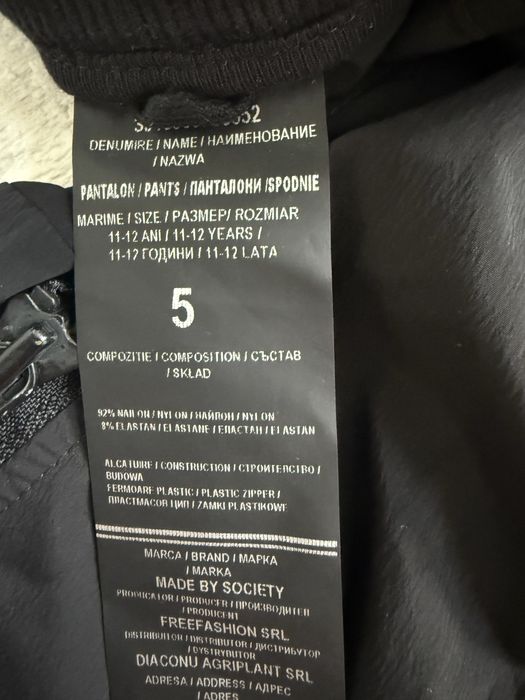 DENUMIRE / NAME / НАИМЕНОВАНИЕ
/ NAZWA
PANTALON / PANTS / ПАНТАЛОНИ /SPODNIE
MARIME / SIZE / РАЗМЕР/ ROZMIAR
11-12 ANI / 11-12 YEARS /
11-12 ГОДИНИ / 11-12 LATA
5
COMPOZITIE / COMPOSITION / СЪСТАВ
/ SKŁAD
92% NAILON / NYLON / НАЙЛОН / NYLON
8% ELASTAN / ELASTANE / ЕЛАСТАН / ELASTAN
ALCATUIRE / CONSTRUCTION / СТРОИТЕЛСТВО /
BUDOWA
FERMOARE PLASTIC / PLASTIC ZIPPER /
ПЛАСТМАСОВ ЦИП / ZAMKI PLASTIKOWE
MARCA / BRAND / МАРКА
/ MARKA
MADE BY SOCIETY
PRODUCATOR / PRODUCER / ПРОИЗВОДИТЕЛ
/ PRODUCENT
FREEFASHION SRL
DISTRIBUITOR / DISTRIBUTOR / ДИСТРИБУТОР
/ DYSTRYBUTOR
DIACONU AGRIPLANT SRL
ADRESA / ADDRESS / АДРЕС
/ ADRES